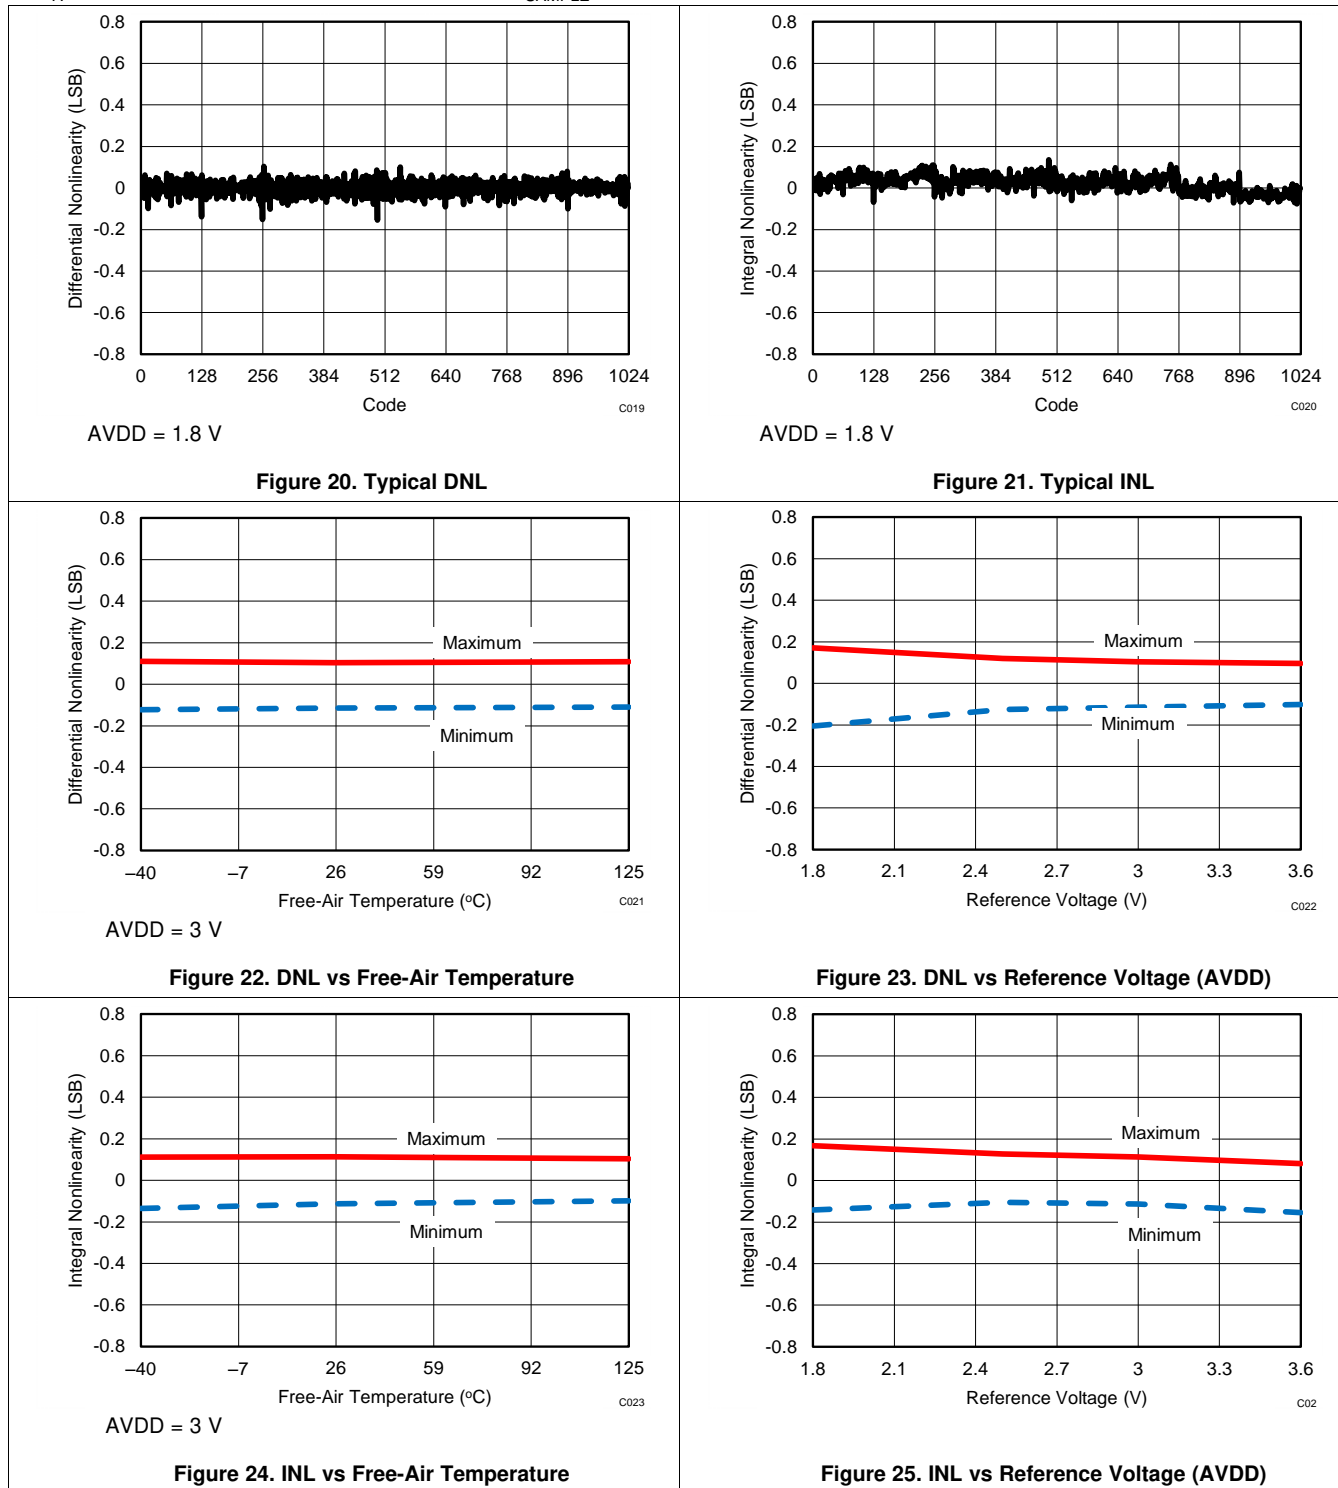 0.8
0.6
0.4
0.2
0
-0.2
-0.4
-0.6
-0.8
Differential Nonlinearity (LSB)
0 128 256 384 512 640 768 896 1024
Code
C019
AVDD = 1.8 V
Figure 20. Typical DNL
0.8
0.6
0.4
0.2
0
-0.2
-0.4
-0.6
-0.8
Integral Nonlinearity (LSB)
0 128 256 384 512 640 768 896 1024
Code
C020
AVDD = 1.8 V
Figure 21. Typical INL
0.8
0.6
0.4
0.2
0
-0.2
-0.4
-0.6
-0.8
Differential Nonlinearity (LSB)
Maximum
Minimum
–40 –7 26 59 92 125
Free-Air Temperature (ºC)
C021
AVDD = 3 V
Figure 22. DNL vs Free-Air Temperature
0.8
0.6
0.4
0.2
0
-0.2
-0.4
-0.6
-0.8
Differential Nonlinearity (LSB)
Maximum
Minimum
1.8 2.1 2.4 2.7 3 3.3 3.6
Reference Voltage (V)
C022
Figure 23. DNL vs Reference Voltage (AVDD)
0.8
0.6
0.4
0.2
0
-0.2
-0.4
-0.6
-0.8
Integral Nonlinearity (LSB)
Maximum
Minimum
–40 –7 26 59 92 125
Free-Air Temperature (ºC)
C023
AVDD = 3 V
Figure 24. INL vs Free-Air Temperature
0.8
0.6
0.4
0.2
0
-0.2
-0.4
-0.6
-0.8
Integral Nonlinearity (LSB)
Maximum
Minimum
1.8 2.1 2.4 2.7 3 3.3 3.6
Reference Voltage (V)
C02
Figure 25. INL vs Reference Voltage (AVDD)